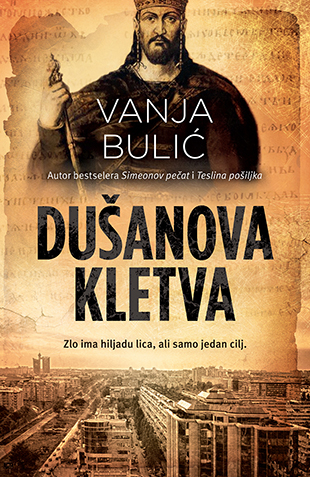 VANJA
BULIĆ
Autor bestselera Simeonov pečat i Teslina pošiljka
DUŠANOVA
KLETVA
Zlo ima hiljadu lica, ali samo jedan cilj.